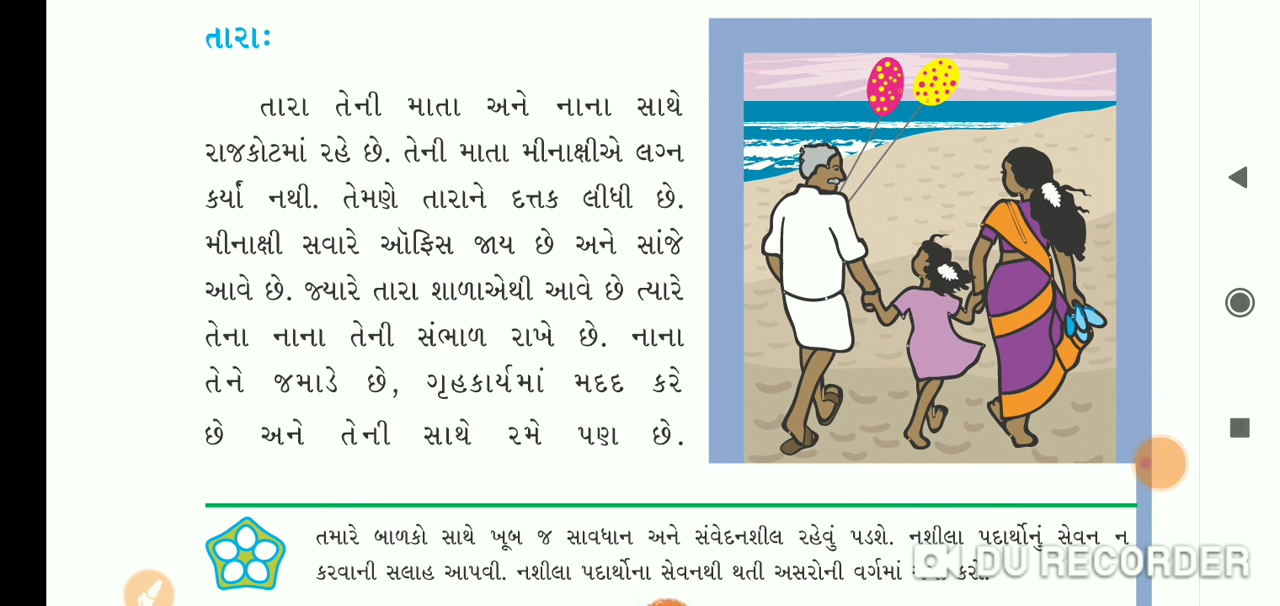 તારાઃ
તારા તેની માતા અને નાના સાથે
રાજકોટમાં રહે છે. તેની માતા મીનાક્ષીએ લગ્ન
કર્યાં નથી. તેમણે તારાને દત્તક લીધી છે.
મીનાક્ષી સવારે ઑફિસ જાય છે અને સાંજે
આવે છે. જ્યારે તારા શાળાએથી આવે છે ત્યારે
તેના નાના તેની સંભાળ રાખે છે. નાના
તેને જમાડે છે, ગૃહકાર્યમાં મદદ કરે
છે અને તેની સાથે રમે પણ છે.
તમારે બાળકો સાથે ખૂબ જ સાવધાન અને સંવેદનશીલ રહેવું પડશે. નશીલા પદાર્થોનું સેવન ન
કરવાની સલાહ આપવી. નશીલા પદાર્થોના સેવનથી થતી અસરોની વર્ગમાં
DU RECORDER